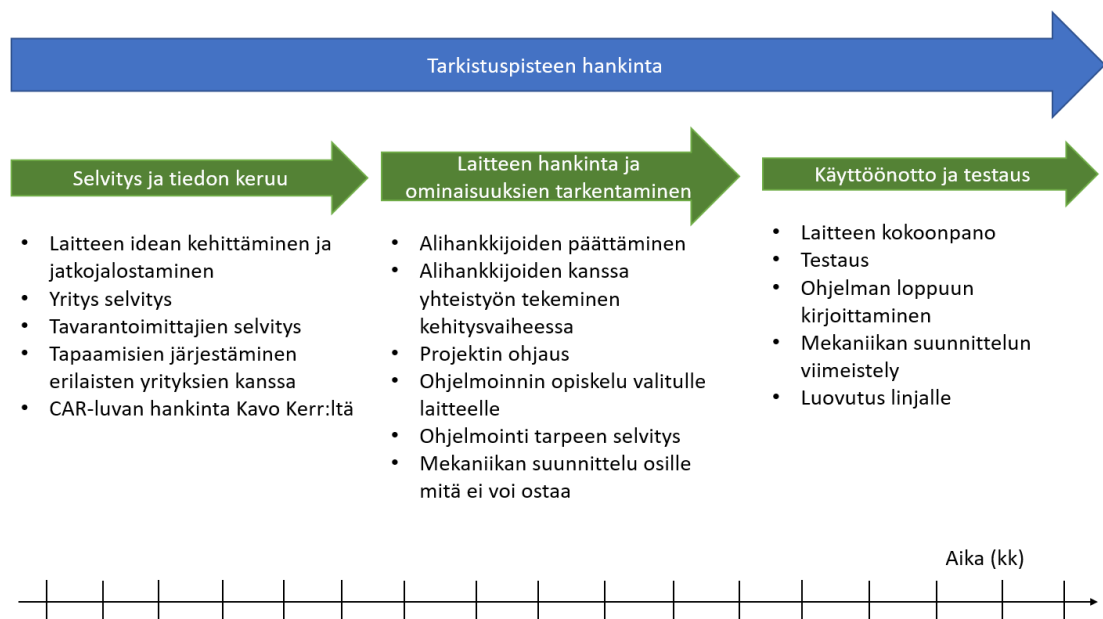 Tarkistuspisteen hankinta
Selvitys ja tiedon keruu
• Laitteen idean kehittäminen ja
jatkojalostaminen
• Yritys selvitys
• Tavarantoimittajien selvitys
• Tapaamisien järjestäminen
erilaisten yrityksien kanssa
• CAR-luvan hankinta Kavo Kerr:ltä
Laitteen hankinta ja
ominaisuuksien tarkentaminen
• Alihankkijoiden päättäminen
• Alihankkijoiden kanssa
yhteistyön tekeminen
kehitysvaiheessa
• Projektin ohjaus
• Ohjelmoinnin opiskelu valitulle
laitteelle
• Ohjelmointi tarpeen selvitys
• Mekaniikan suunnittelu osille
mitä ei voi ostaa
Käyttöönotto ja testaus
• Laitteen kokoonpano
• Testaus
• Ohjelman loppuun
kirjoittaminen
• Mekaniikan suunnittelun
viimeistely
• Luovutus linjalle
Aika (kk)